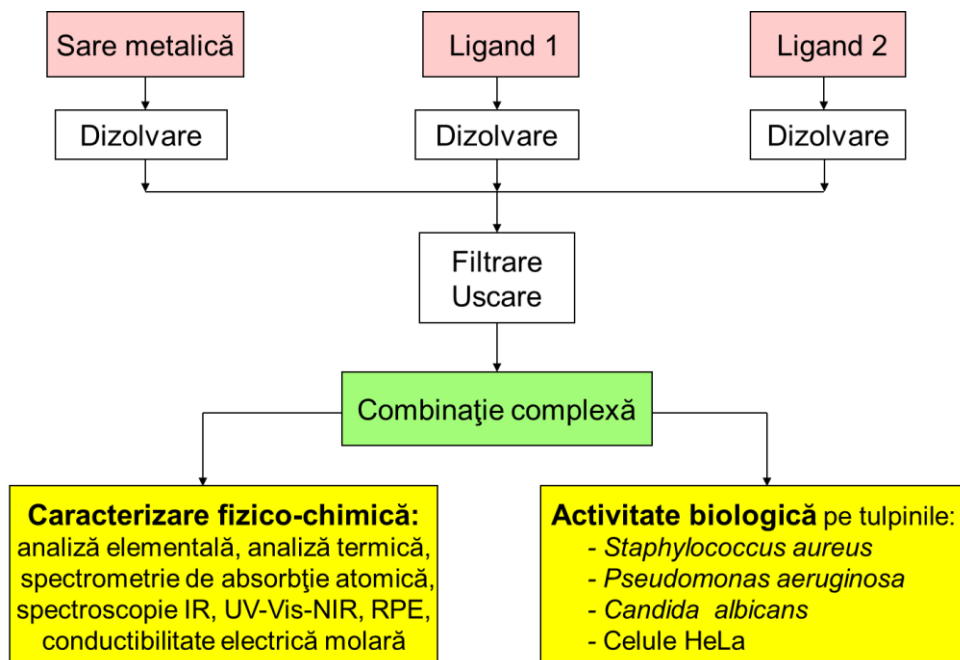 Sare metalică
Ligand 1
Ligand 2
Dizolvare
Dizolvare
Dizolvare
Filtrare
Uscare
Combinaţie complexă
Caracterizare fizico-chimică:
analiză elementală, analiză termică,
spectrometrie de absorbţie atomică,
spectroscopie IR, UV-Vis-NIR, RPE,
conductibilitate electrică molară
Activitate biologică pe tulpinile:
- Staphylococcus aureus
- Pseudomonas aeruginosa
- Candida albicans
- Celule HeLa